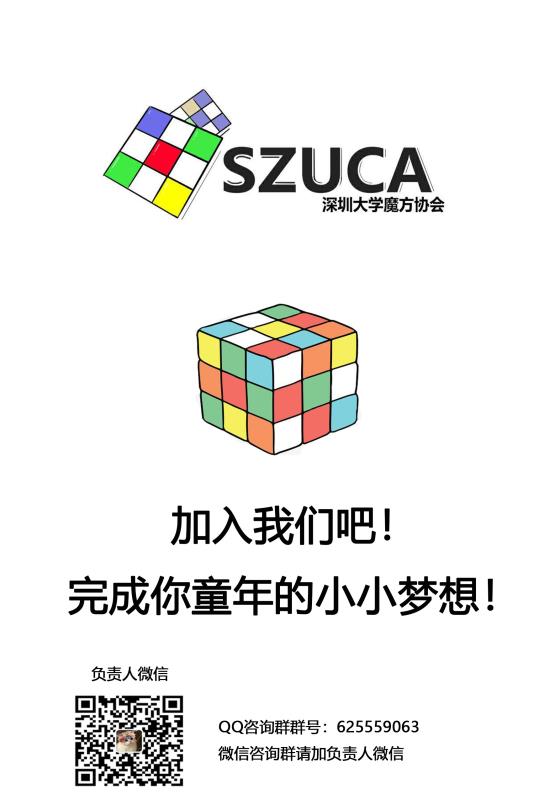 SZUCA
深圳大学魔方协会
加入我们吧！
完成你童年的小小梦想！
负责人微信
QQ咨询群群号：625559063
微信咨询群请加负责人微信